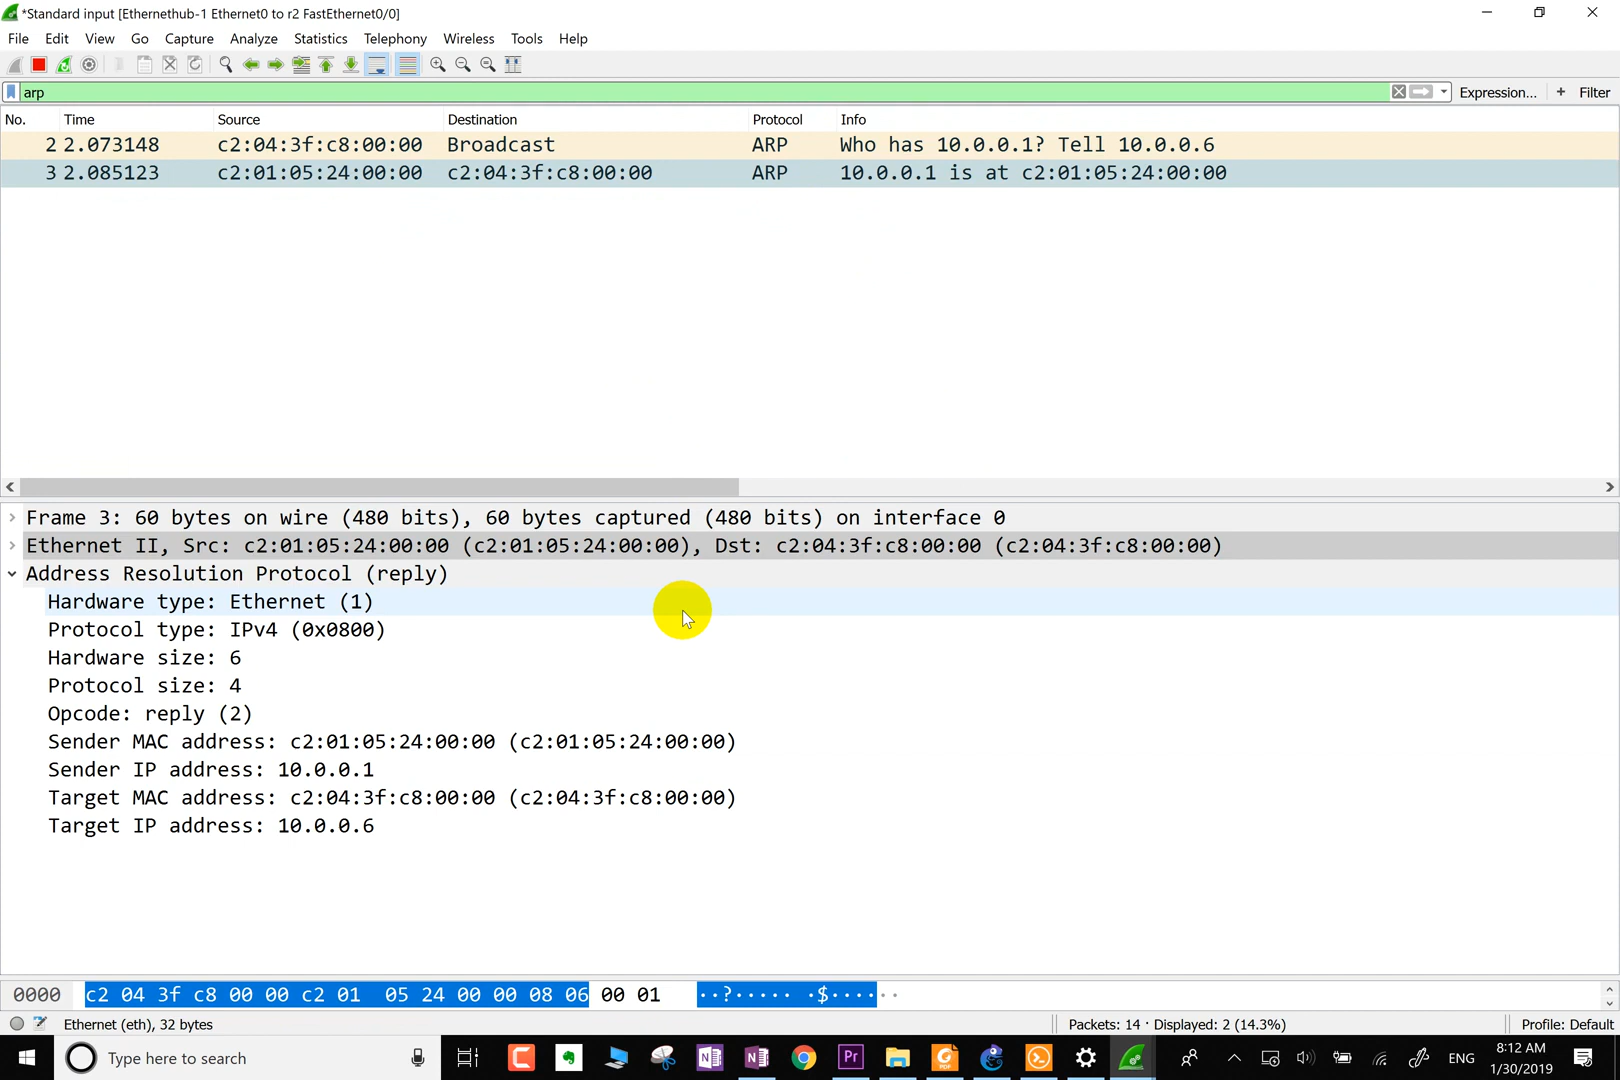 *Standard input [Ethernethub-1 Ethernet0 to r2 FastEthernet0/0]
File Edit View Go Capture Analyze Statistics Telephony Wireless Tools Help
arp Expression... + Filter
No. Time Source Destination Protocol Info
2 2.073148 c2:04:3f:c8:00:00 Broadcast ARP Who has 10.0.0.1? Tell 10.0.0.6
3 2.085123 c2:01:05:24:00:00 c2:04:3f:c8:00:00 ARP 10.0.0.1 is at c2:01:05:24:00:00
Frame 3: 60 bytes on wire (480 bits), 60 bytes captured (480 bits) on interface 0
Ethernet II, Src: c2:01:05:24:00:00 (c2:01:05:24:00:00), Dst: c2:04:3f:c8:00:00 (c2:04:3f:c8:00:00)
Address Resolution Protocol (reply)
Hardware type: Ethernet (1)
Protocol type: IPv4 (0x0800)
Hardware size: 6
Protocol size: 4
Opcode: reply (2)
Sender MAC address: c2:01:05:24:00:00 (c2:01:05:24:00:00)
Sender IP address: 10.0.0.1
Target MAC address: c2:04:3f:c8:00:00 (c2:04:3f:c8:00:00)
Target IP address: 10.0.0.6
0000 c2 04 3f c8 00 00 c2 01 05 24 00 00 08 06 00 01 ··?····· ·$······
Ethernet (eth), 32 bytes Packets: 14 · Displayed: 2 (14.3%) Profile: Default
Type here to search N N Pr PDF ENG 8:12 AM
1/30/2019